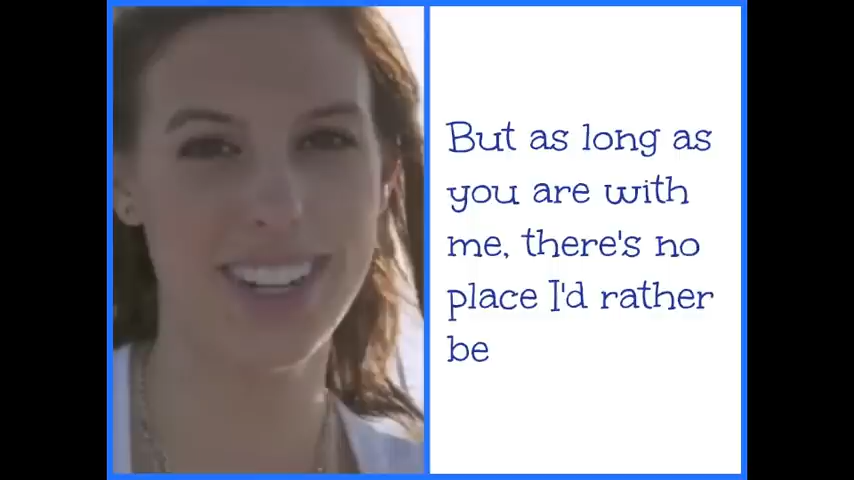 But as long as
you are with
me, there's no
place I'd rather
be